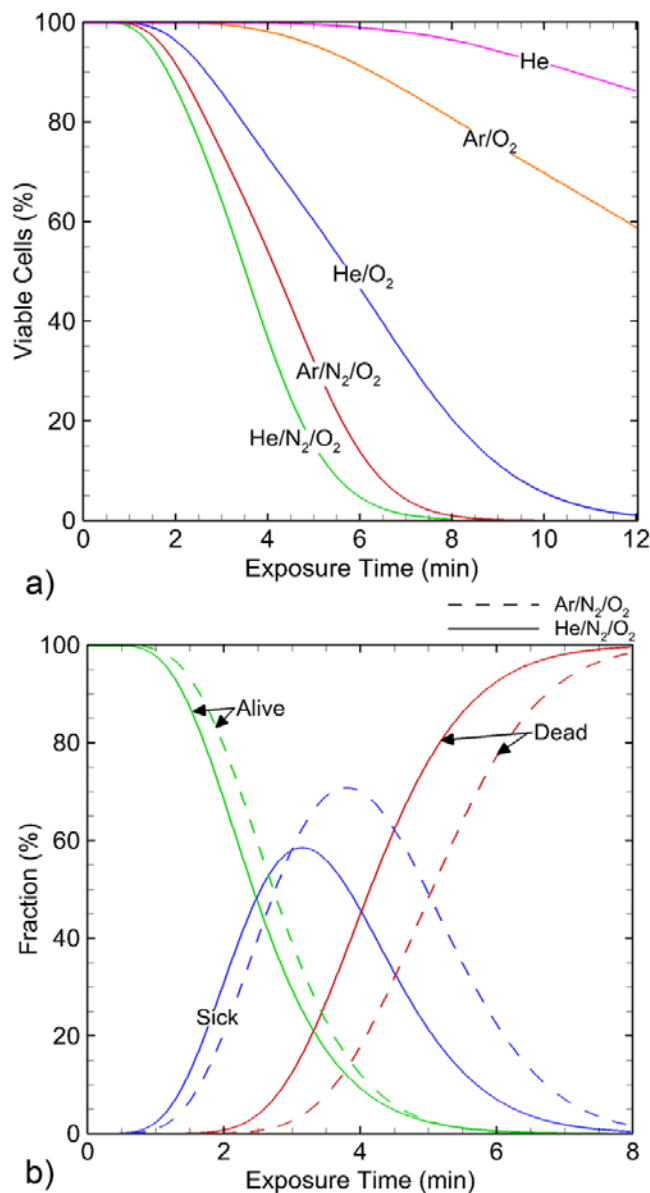 100
80
60
40
20
0
Viable Cells (%)
He
Ar/O₂
He/O₂
Ar/N₂/O₂
He/N₂/O₂
0 2 4 6 8 10 12
a) Exposure Time (min)
Ar/N₂/O₂
He/N₂/O₂
100
80
60
40
20
0
Fraction (%)
Alive
Dead
Sick
0 2 4 6 8
b) Exposure Time (min)